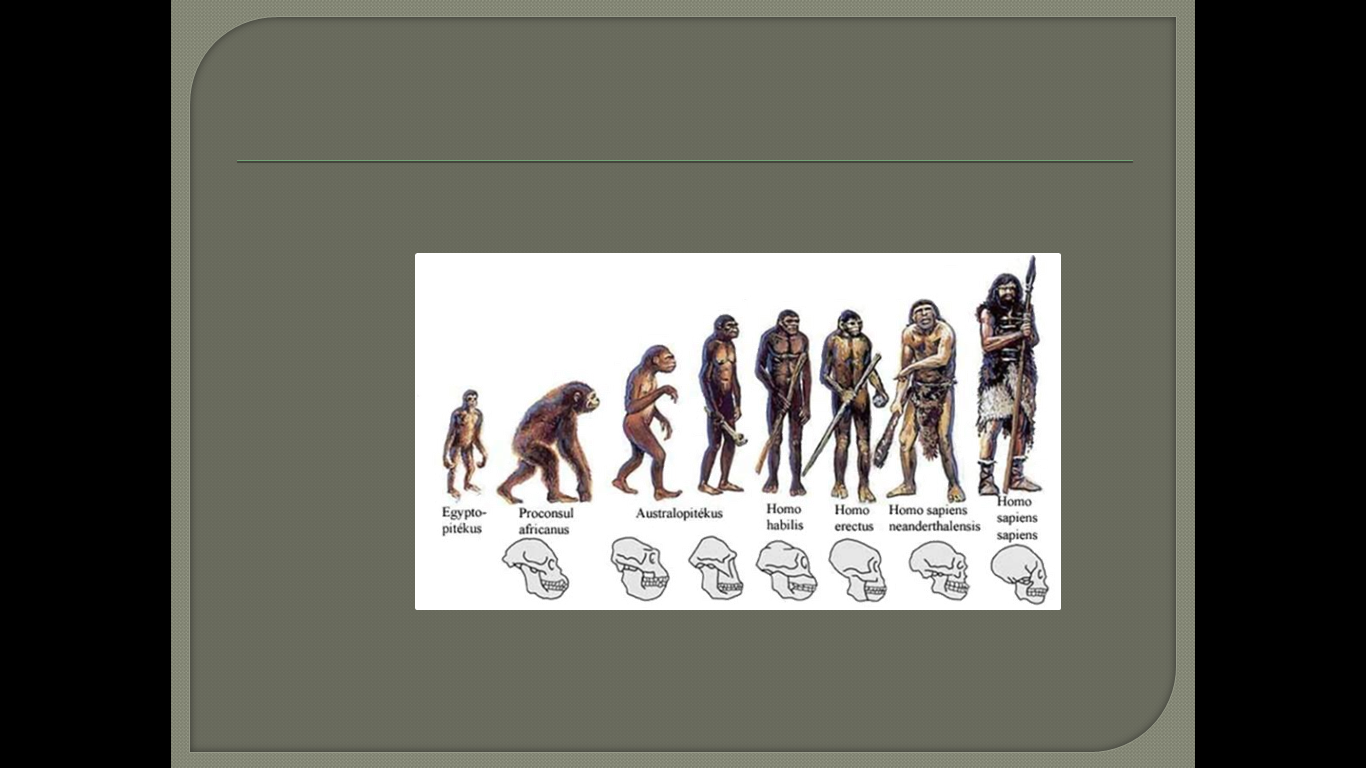 Egypto-
pitékus
Proconsul
africanus
Australopitékus
Homo
habilis
Homo
erectus
Homo sapiens
neanderthalensis
Homo
sapiens
sapiens